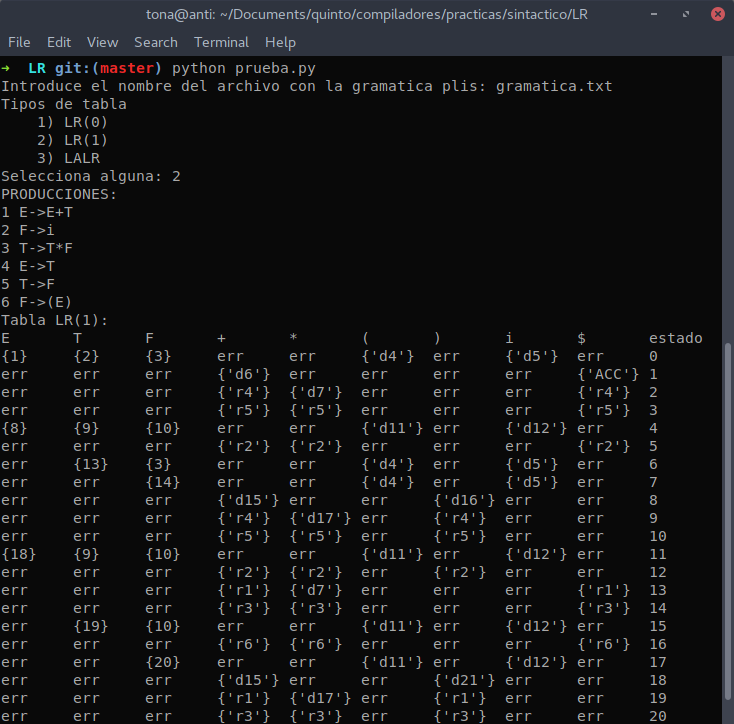 tona@anti: ~/Documents/quinto/compiladores/practicas/sintactico/LR
File Edit View Search Terminal Help
➜ LR git:(master) python prueba.py
Introduce el nombre del archivo con la gramatica plis: gramatica.txt
Tipos de tabla
    1) LR(0)
    2) LR(1)
    3) LALR
Selecciona alguna: 2
PRODUCCIONES:
1 E->E+T
2 F->i
3 T->T*F
4 E->T
5 T->F
6 F->(E)
Tabla LR(1):
E       T       F       +       *       (       )       i       $       estado
{1}     {2}     {3}     err     err     {'d4'}  err     {'d5'}  err     0
err     err     err     {'d6'}  err     err     err     err     {'ACC'} 1
err     err     err     {'r4'}  {'d7'}  err     err     err     {'r4'}  2
err     err     err     {'r5'}  {'r5'}  err     err     err     {'r5'}  3
{8}     {9}     {10}    err     err     {'d11'} err     {'d12'} err     4
err     err     err     {'r2'}  {'r2'}  err     err     err     {'r2'}  5
err     {13}    {3}     err     err     {'d4'}  err     {'d5'}  err     6
err     err     {14}    err     err     {'d4'}  err     {'d5'}  err     7
err     err     err     {'d15'} err     err     {'d16'} err     err     8
err     err     err     {'r4'}  {'d17'} err     {'r4'}  err     err     9
err     err     err     {'r5'}  {'r5'}  err     {'r5'}  err     err     10
{18}    {9}     {10}    err     err     {'d11'} err     {'d12'} err     11
err     err     err     {'r2'}  {'r2'}  err     {'r2'}  err     err     12
err     err     err     {'r1'}  {'d7'}  err     err     err     {'r1'}  13
err     err     err     {'r3'}  {'r3'}  err     err     err     {'r3'}  14
err     {19}    {10}    err     err     {'d11'} err     {'d12'} err     15
err     err     err     {'r6'}  {'r6'}  err     err     err     {'r6'}  16
err     err     {20}    err     err     {'d11'} err     {'d12'} err     17
err     err     err     {'d15'} err     err     {'d21'} err     err     18
err     err     err     {'r1'}  {'d17'} err     {'r1'}  err     err     19
err     err     err     {'r3'}  {'r3'}  err     {'r3'}  err     err     20